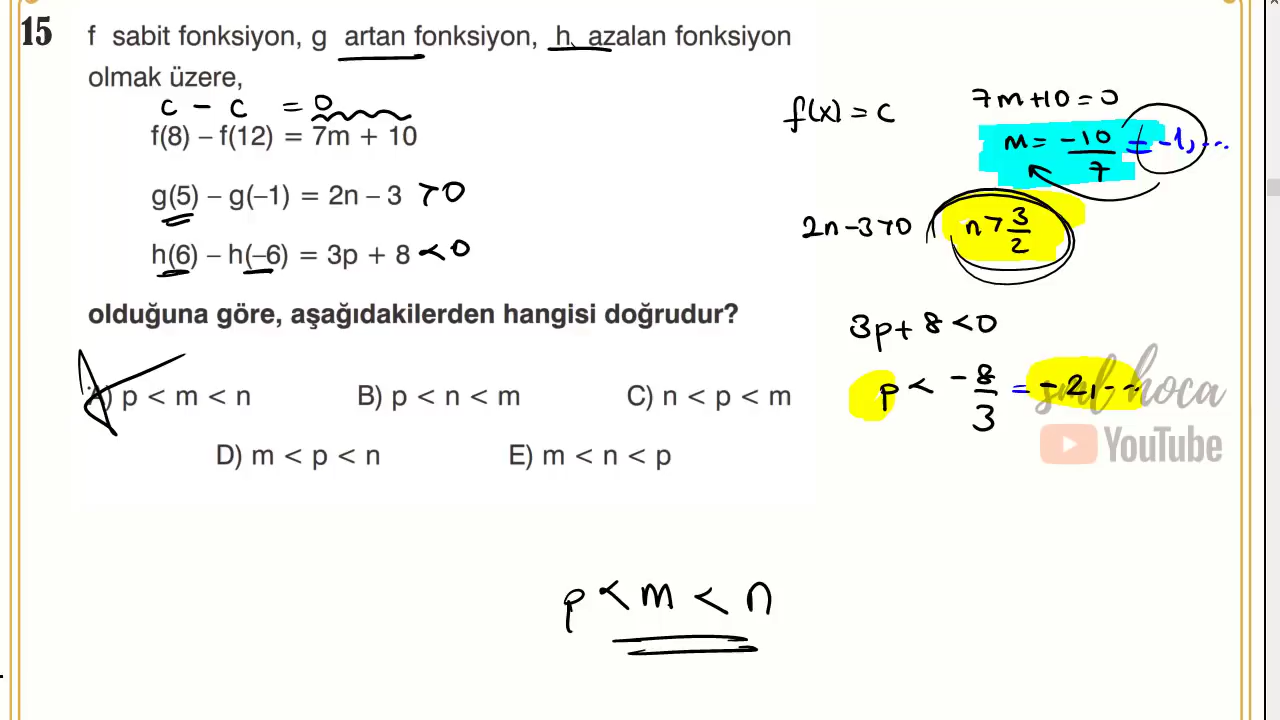 15 f sabit fonksiyon, g artan fonksiyon, h, azalan fonksiyon
olmak üzere,
c - c = 0
f(8) – f(12) = 7m + 10
g(5) – g(–1) = 2n – 3 > 0
h(6) – h(–6) = 3p + 8 < 0
olduğuna göre, aşağıdakilerden hangisi doğrudur?
A) p < m < n B) p < n < m C) n < p < m
D) m < p < n E) m < n < p
f(x) = c
7m+10=0
m = -10/7 = -1,...
2n-3>0 n > 3/2
3p+8<0
p < -8/3 = -2,...
sml hoca
YouTube
p < m < n